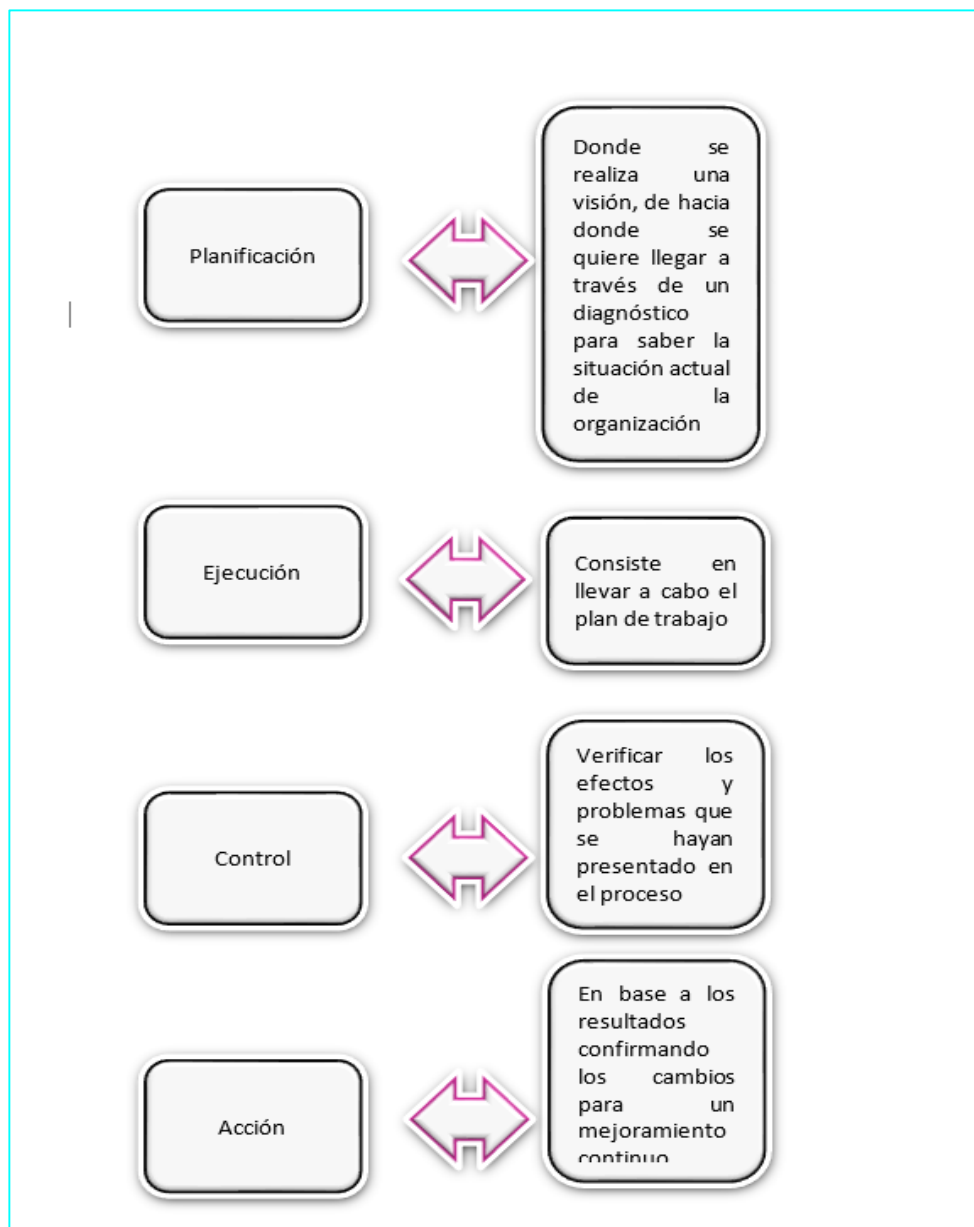 Planificación
Donde se
realiza una
visión, de hacia
donde se
quiere llegar a
través de un
diagnóstico
para saber la
situación actual
de la
organización
Ejecución
Consiste en
llevar a cabo el
plan de trabajo
Control
Verificar los
efectos y
problemas que
se hayan
presentado en
el proceso
Acción
En base a los
resultados
confirmando
los cambios
para un
mejoramiento
continuo